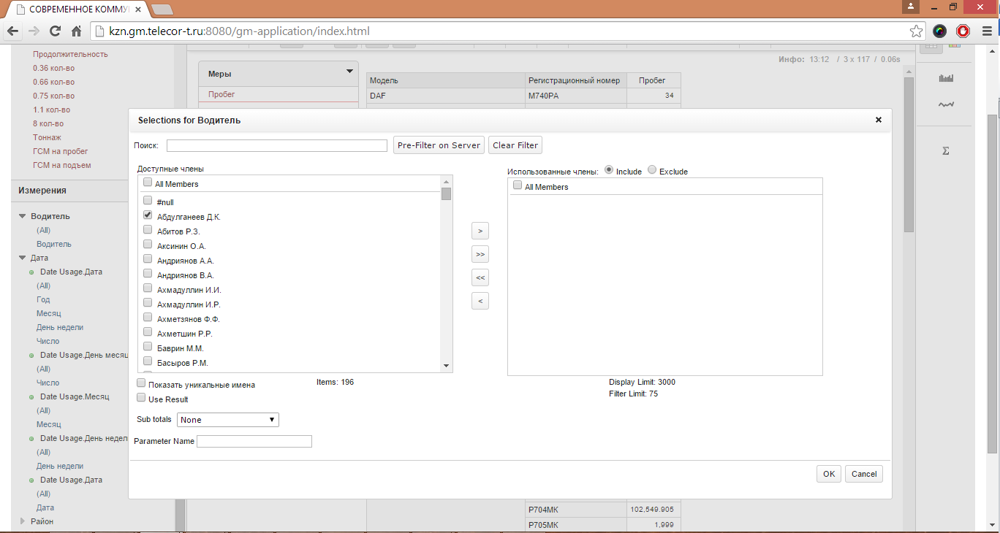 СОВРЕМЕННОЕ КОММУ
kzn.gm.telecor-t.ru:8080/gm-application/index.html
Продолжительность
0.36 кол-во
0.66 кол-во
0.75 кол-во
1.1 кол-во
8 кол-во
Тоннаж
ГСМ на пробег
ГСМ на подъем
Измерения
Водитель
(All)
Водитель
Дата
Date Usage.Дата
(All)
Год
Месяц
День недели
Число
Date Usage.День месяц
(All)
Число
Date Usage.Месяц
(All)
Месяц
Date Usage.День недел
(All)
День недели
Date Usage.Дата
(All)
Дата
Район
Меры
Пробег
Инфо: 13:12 / 3 x 117 / 0.06s
Модель Регистрационный номер Пробег
DAF М740РА 34
Selections for Водитель
Поиск: Pre-Filter on Server Clear Filter
Доступные члены
All Members
#null
Абдулганеев Д.К.
Абитов Р.З.
Аксинин О.А.
Андриянов А.А.
Андриянов В.А.
Ахмадуллин И.И.
Ахмадуллин И.Р.
Ахметзянов Ф.Ф.
Ахметшин Р.Р.
Баврин М.М.
Басыров Р.М.
>
>>
<<
<
Использованные члены: Include Exclude
All Members
Показать уникальные имена
Items: 196
Display Limit: 3000
Use Result
Filter Limit: 75
Sub totals None
Parameter Name
OK Cancel
Р704МК 102,549.905
Р705МК 1,999
Σ